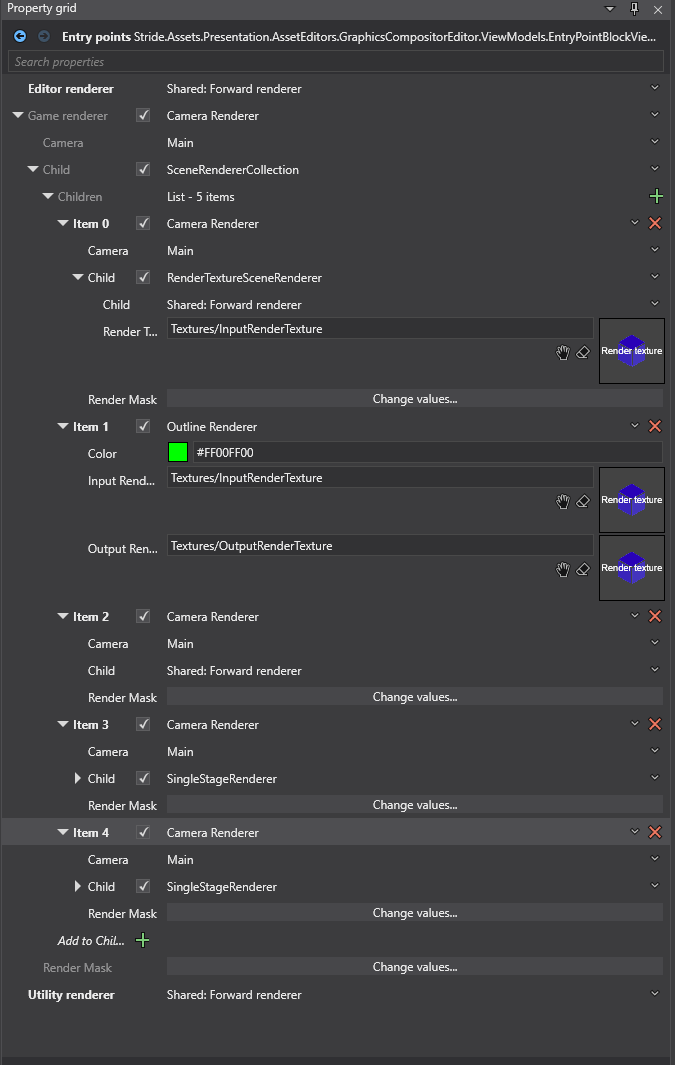 Property grid
Entry points Stride.Assets.Presentation.AssetEditors.GraphicsCompositorEditor.ViewModels.EntryPointBlockVie...
Search properties
Editor renderer Shared: Forward renderer
Game renderer Camera Renderer
Camera Main
Child SceneRendererCollection
Children List - 5 items
Item 0 Camera Renderer
Camera Main
Child RenderTextureSceneRenderer
Child Shared: Forward renderer
Render T... Textures/InputRenderTexture
Render texture
Render Mask Change values...
Item 1 Outline Renderer
Color #FF00FF00
Input Rend... Textures/InputRenderTexture
Render texture
Output Ren... Textures/OutputRenderTexture
Render texture
Item 2 Camera Renderer
Camera Main
Child Shared: Forward renderer
Render Mask Change values...
Item 3 Camera Renderer
Camera Main
Child SingleStageRenderer
Render Mask Change values...
Item 4 Camera Renderer
Camera Main
Child SingleStageRenderer
Render Mask Change values...
Add to Chil...
Render Mask Change values...
Utility renderer Shared: Forward renderer